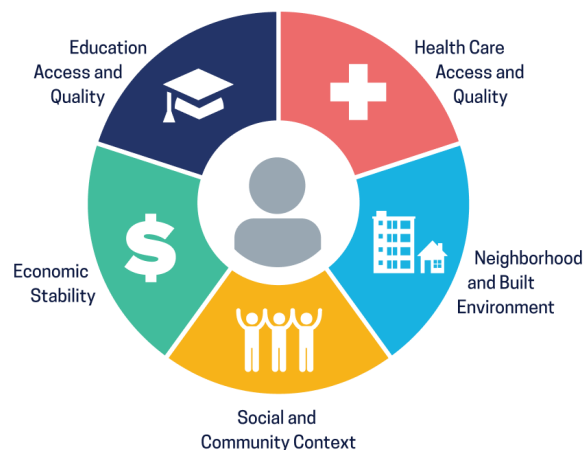 Education
Access and
Quality
Health Care
Access and
Quality
Economic
Stability
$
Neighborhood
and Built
Environment
Social and
Community Context